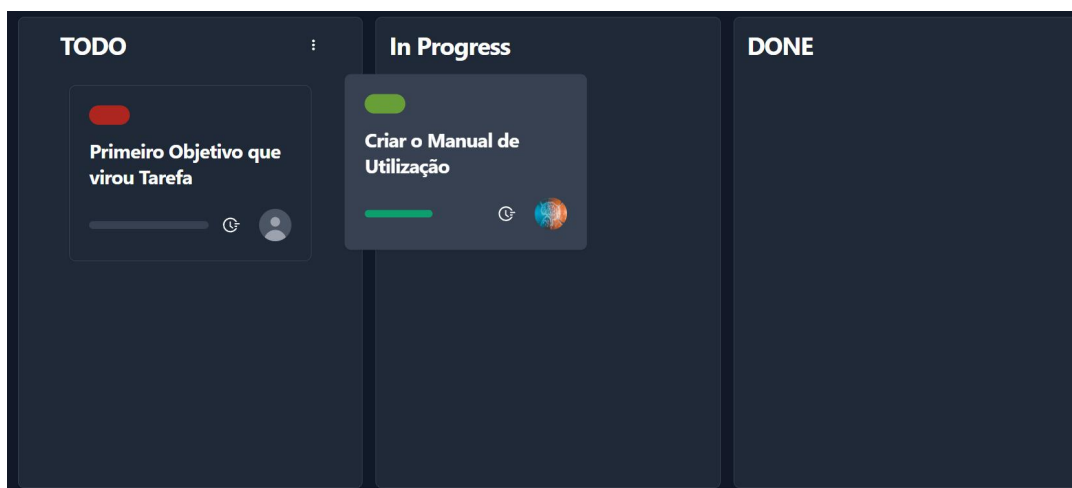 TODO
Primeiro Objetivo que
virou Tarefa
In Progress
Criar o Manual de
Utilização
DONE